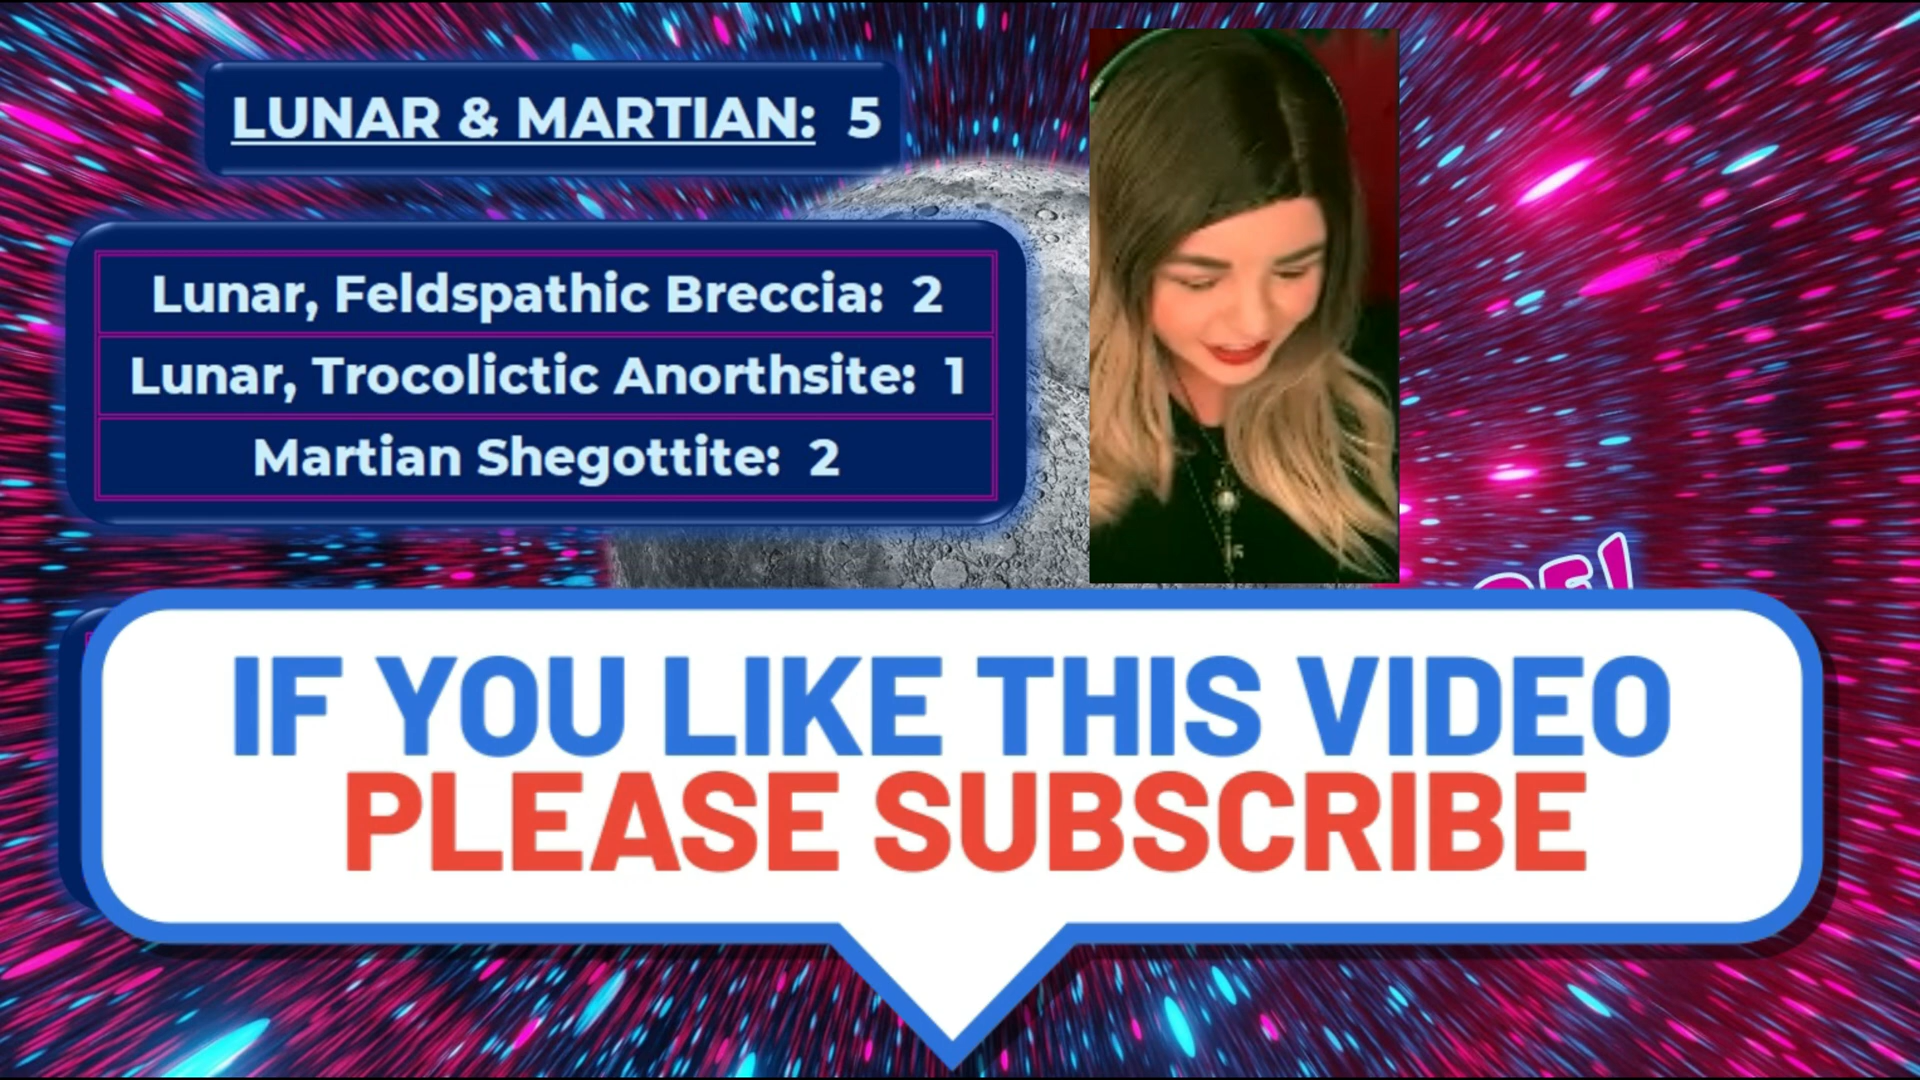 LUNAR & MARTIAN: 5
Lunar, Feldspathic Breccia: 2
Lunar, Trocolictic Anorthsite: 1
Martian Shegottite: 2
IF YOU LIKE THIS VIDEO
PLEASE SUBSCRIBE